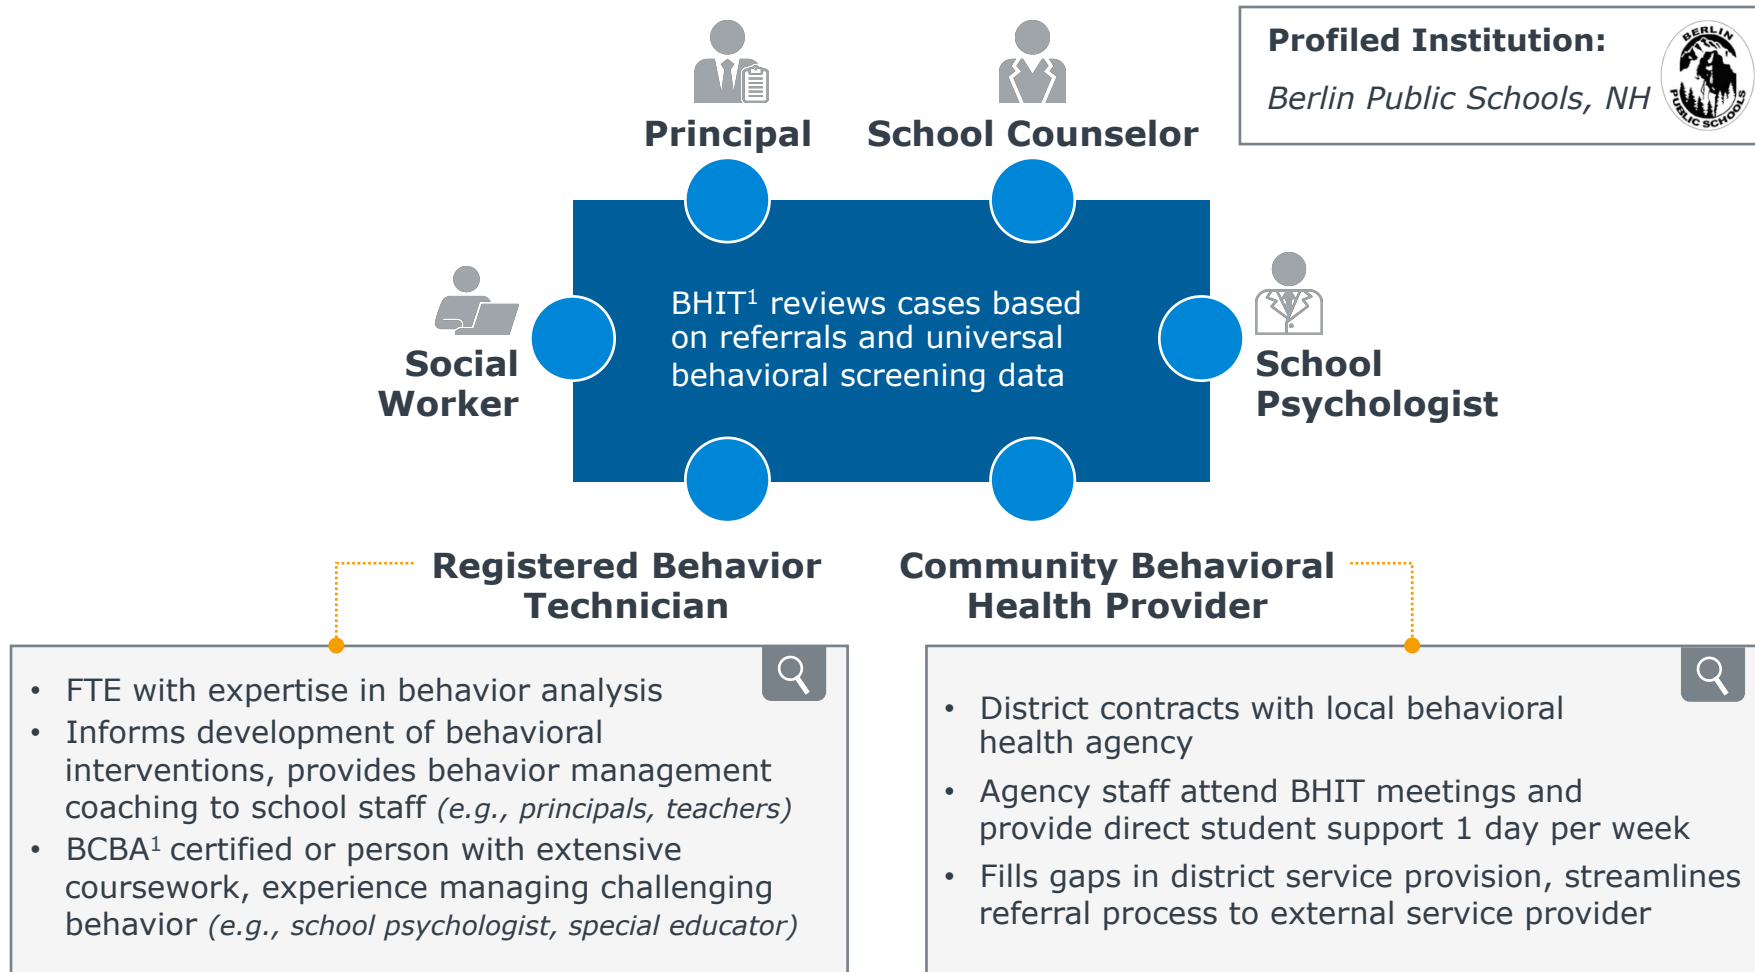 Profiled Institution:
Berlin Public Schools, NH
BERLIN
PUBLIC SCHOOLS
Principal
School Counselor
BHIT¹ reviews cases based
on referrals and universal
behavioral screening data
Social
Worker
School
Psychologist
Registered Behavior
Technician
Community Behavioral
Health Provider
• FTE with expertise in behavior analysis
• Informs development of behavioral
interventions, provides behavior management
coaching to school staff (e.g., principals, teachers)
• BCBA¹ certified or person with extensive
coursework, experience managing challenging
behavior (e.g., school psychologist, special educator)
• District contracts with local behavioral
health agency
• Agency staff attend BHIT meetings and
provide direct student support 1 day per week
• Fills gaps in district service provision, streamlines
referral process to external service provider